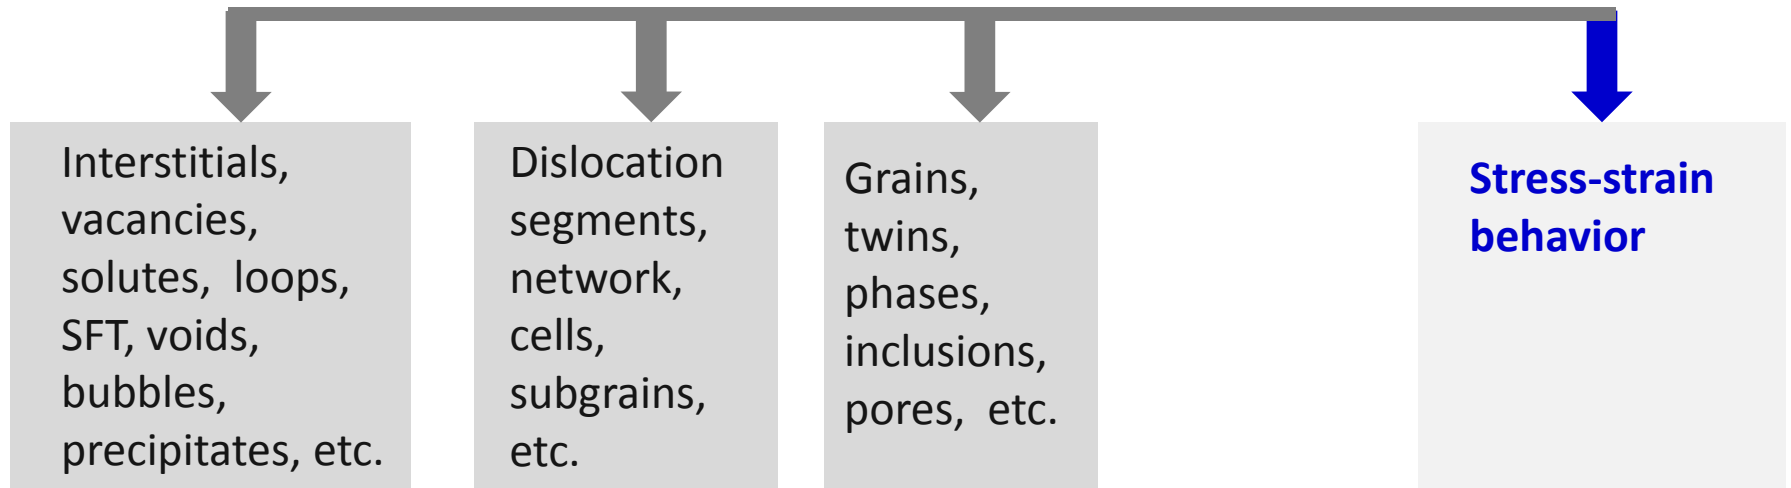 Interstitials,
vacancies,
solutes,  loops,
SFT, voids,
bubbles,
precipitates, etc.
Dislocation
segments,
network,
cells,
subgrains,
etc.
Grains,
twins,
phases,
inclusions,
pores,  etc.
Stress-strain
behavior